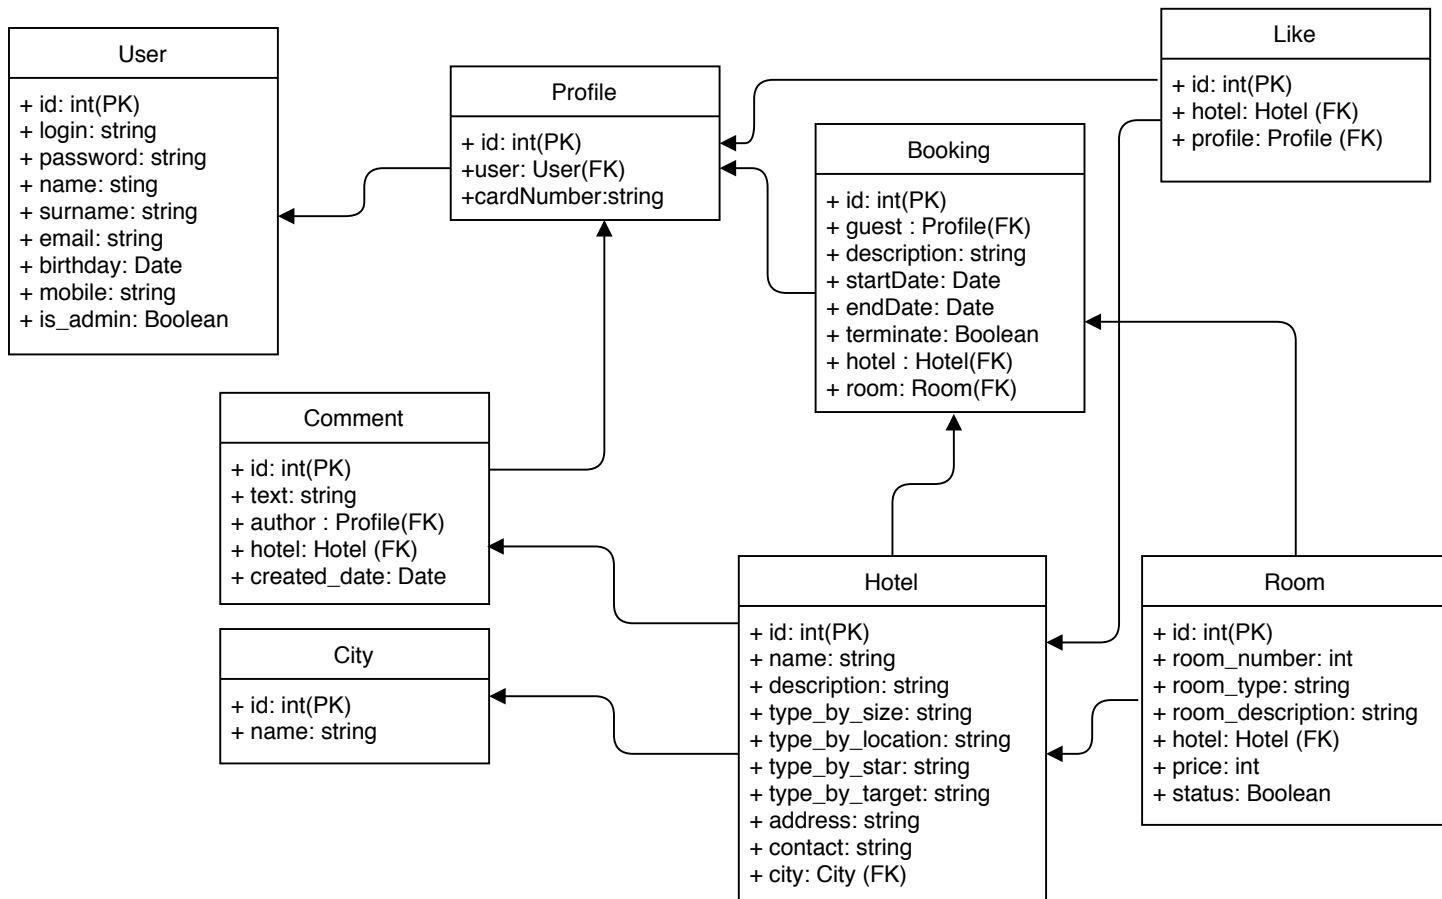 User
+ id: int(PK)
+ login: string
+ password: string
+ name: sting
+ surname: string
+ email: string
+ birthday: Date
+ mobile: string
+ is_admin: Boolean
Profile
+ id: int(PK)
+user: User(FK)
+cardNumber:string
Booking
+ id: int(PK)
+ guest : Profile(FK)
+ description: string
+ startDate: Date
+ endDate: Date
+ terminate: Boolean
+ hotel : Hotel(FK)
+ room: Room(FK)
Like
+ id: int(PK)
+ hotel: Hotel (FK)
+ profile: Profile (FK)
Comment
+ id: int(PK)
+ text: string
+ author : Profile(FK)
+ hotel: Hotel (FK)
+ created_date: Date
City
+ id: int(PK)
+ name: string
Hotel
+ id: int(PK)
+ name: string
+ description: string
+ type_by_size: string
+ type_by_location: string
+ type_by_star: string
+ type_by_target: string
+ address: string
+ contact: string
+ city: City (FK)
Room
+ id: int(PK)
+ room_number: int
+ room_type: string
+ room_description: string
+ hotel: Hotel (FK)
+ price: int
+ status: Boolean